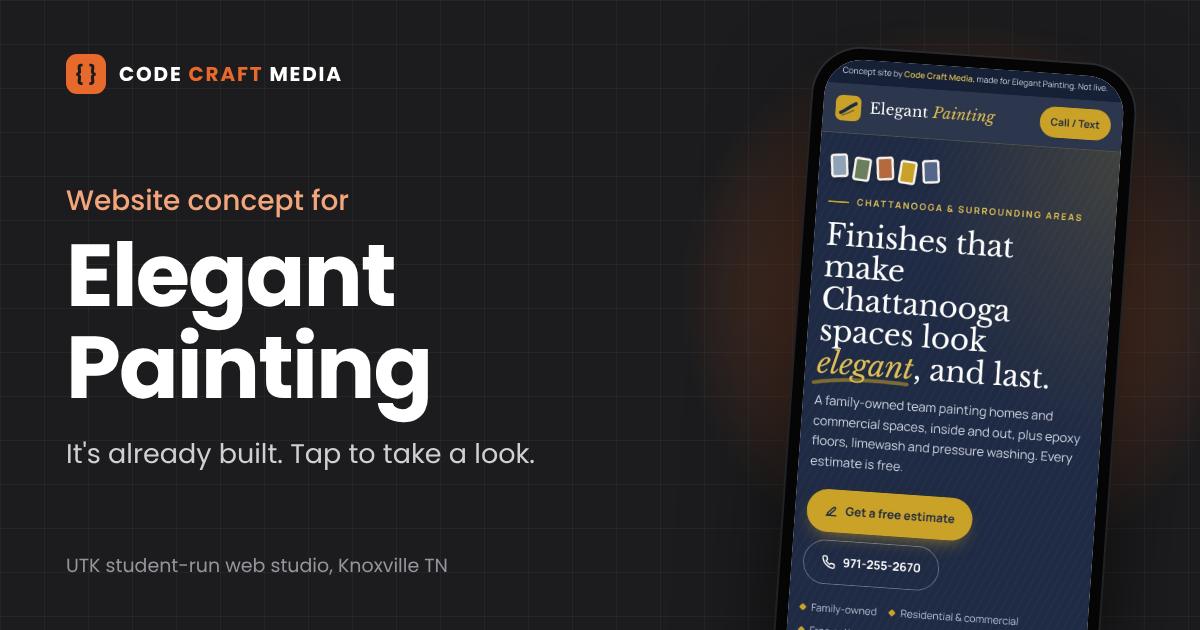 { } CODE CRAFT MEDIA
Website concept for
Elegant
Painting
It's already built. Tap to take a look.
UTK student-run web studio, Knoxville TN
Concept site by Code Craft Media, made for Elegant Painting. Not live.
Elegant Painting
Call / Text
CHATTANOOGA & SURROUNDING AREAS
Finishes that
make
Chattanooga
spaces look
elegant, and last.
A family-owned team painting homes and
commercial spaces, inside and out, plus epoxy
floors, limewash and pressure washing. Every
estimate is free.
Get a free estimate
971-255-2670
Family-owned
Residential & commercial